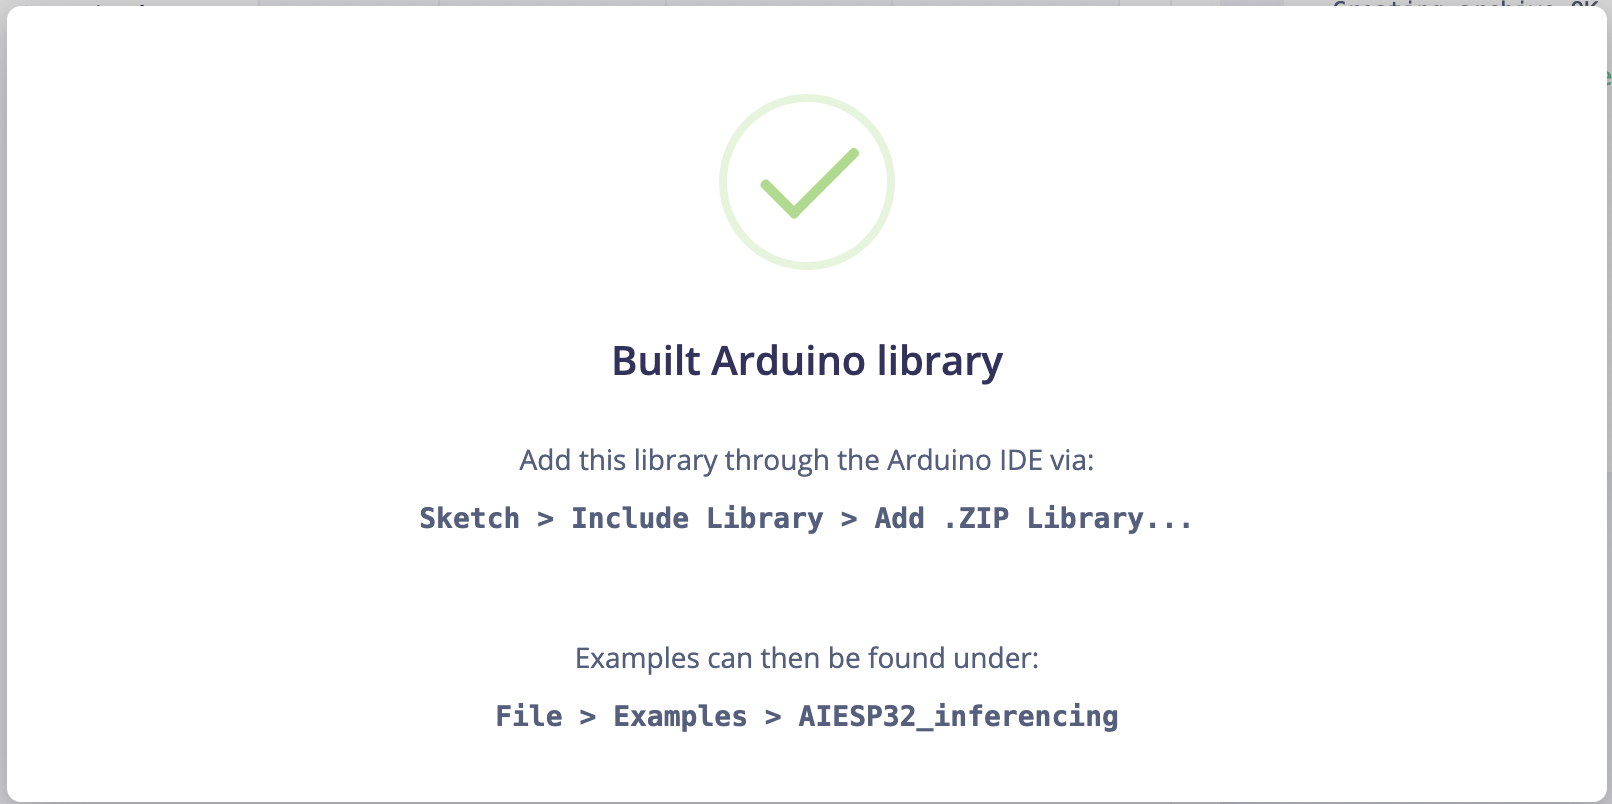 Built Arduino library
Add this library through the Arduino IDE via:
Sketch > Include Library > Add .ZIP Library...
Examples can then be found under:
File > Examples > AIESP32_inferencing